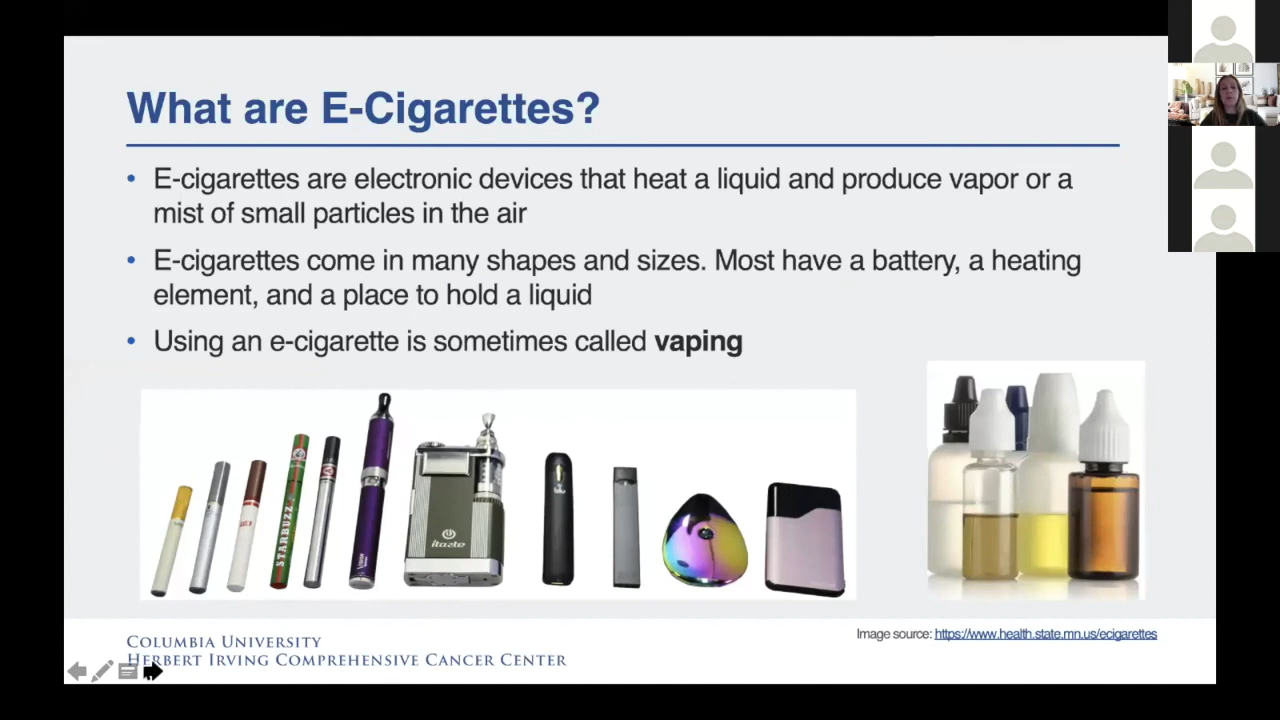 What are E-Cigarettes?
• E-cigarettes are electronic devices that heat a liquid and produce vapor or a
mist of small particles in the air
• E-cigarettes come in many shapes and sizes. Most have a battery, a heating
element, and a place to hold a liquid
• Using an e-cigarette is sometimes called vaping
STARBUZZ
itaste
Image source: https://www.health.state.mn.us/ecigarettes
COLUMBIA UNIVERSITY
HERBERT IRVING COMPREHENSIVE CANCER CENTER